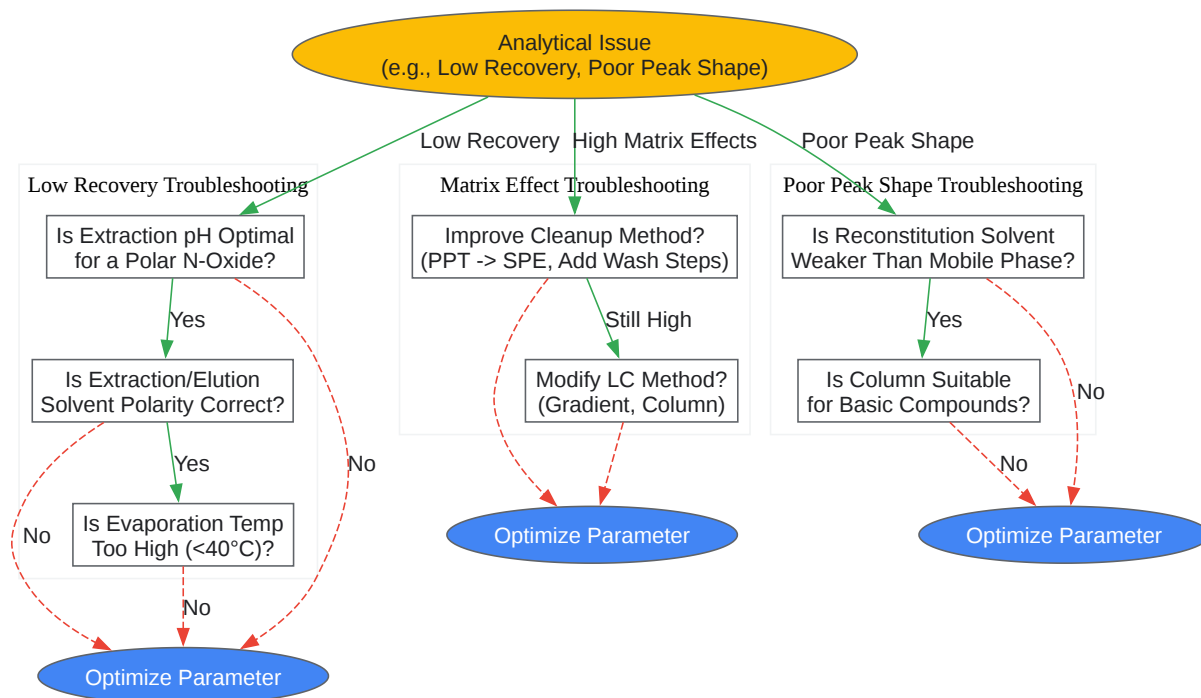 Analytical Issue
(e.g., Low Recovery, Poor Peak Shape)
Low Recovery
High Matrix Effects
Poor Peak Shape
Low Recovery Troubleshooting
Matrix Effect Troubleshooting
Poor Peak Shape Troubleshooting
Is Extraction pH Optimal
for a Polar N-Oxide?
Improve Cleanup Method?
(PPT -> SPE, Add Wash Steps)
Is Reconstitution Solvent
Weaker Than Mobile Phase?
Yes
Still High
Yes
Is Extraction/Elution
Solvent Polarity Correct?
Modify LC Method?
(Gradient, Column)
Is Column Suitable
for Basic Compounds?
No
Yes
No
No
No
Is Evaporation Temp
Too High (<40°C)?
Optimize Parameter
Optimize Parameter
No
Optimize Parameter